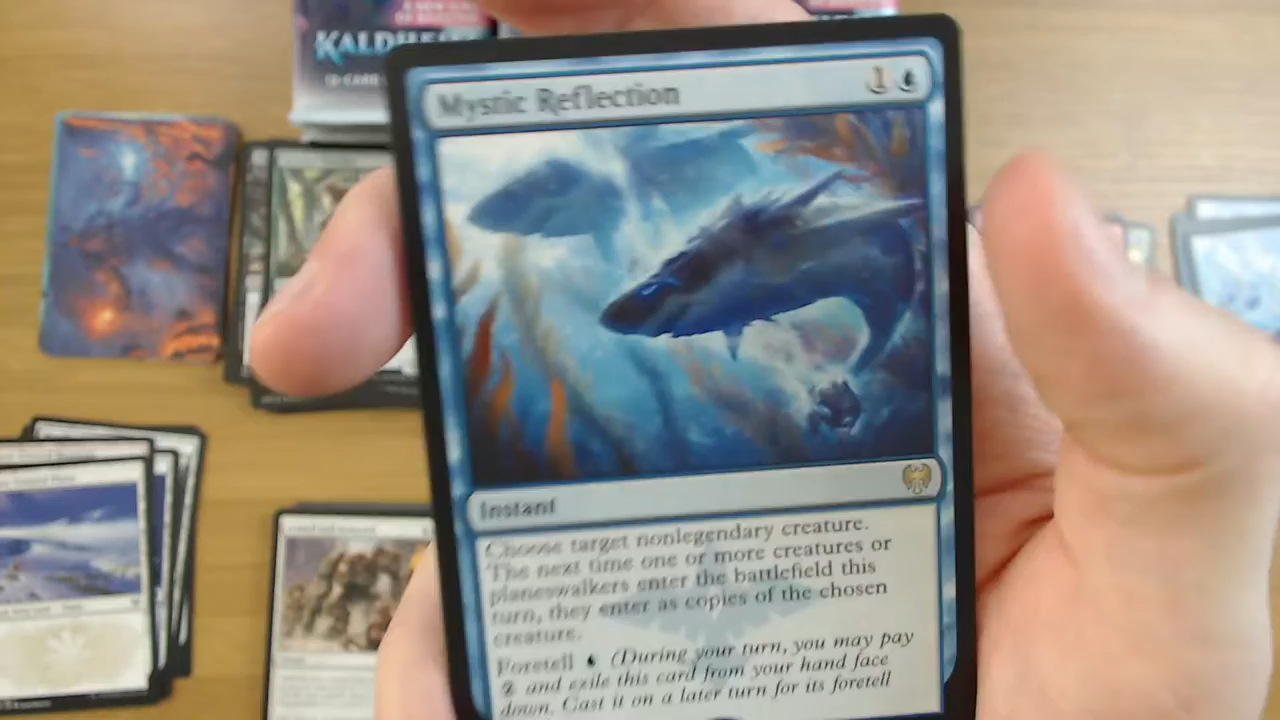 KALDHE
Mystic Reflection
1
Instant
Choose target nonlegendary creature.
The next time one or more creatures or
planeswalkers enter the battlefield this
turn, they enter as copies of the chosen
creature.
Foretell (During your turn, you may pay
2 and exile this card from your hand face
down. Cast it on a later turn for its foretell